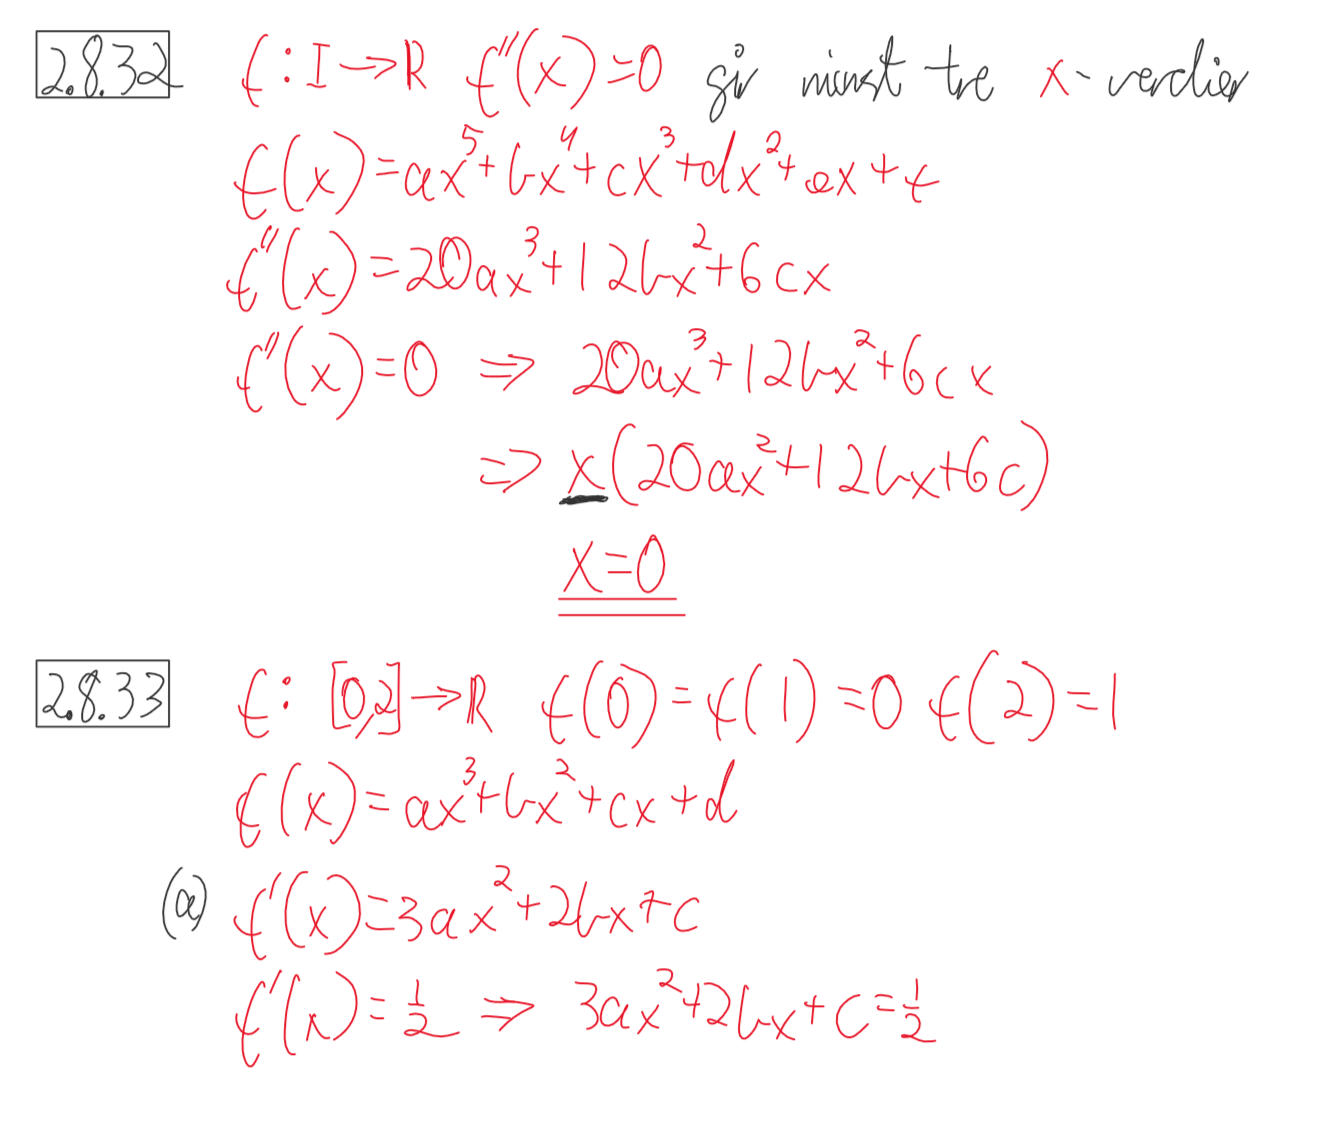 2.8.32 f : I → ℝ f''(x) = 0 gir minst tre x-verdier
f(x) = ax⁵ + bx⁴ + cx³ + dx² + ex + f
f''(x) = 20ax³ + 12bx² + 6cx
f''(x) = 0 ⇒ 20ax³ + 12bx² + 6cx
⇒ x(20ax² + 12bx + 6c)
x = 0
2.8.33 f : [0,2] → ℝ f(0) = f(1) = 0 f(2) = 1
f(x) = ax³ + bx² + cx + d
(a) f'(x) = 3ax² + 2bx + c
f'(x) = 1/2 ⇒ 3ax² + 2bx + c = 1/2